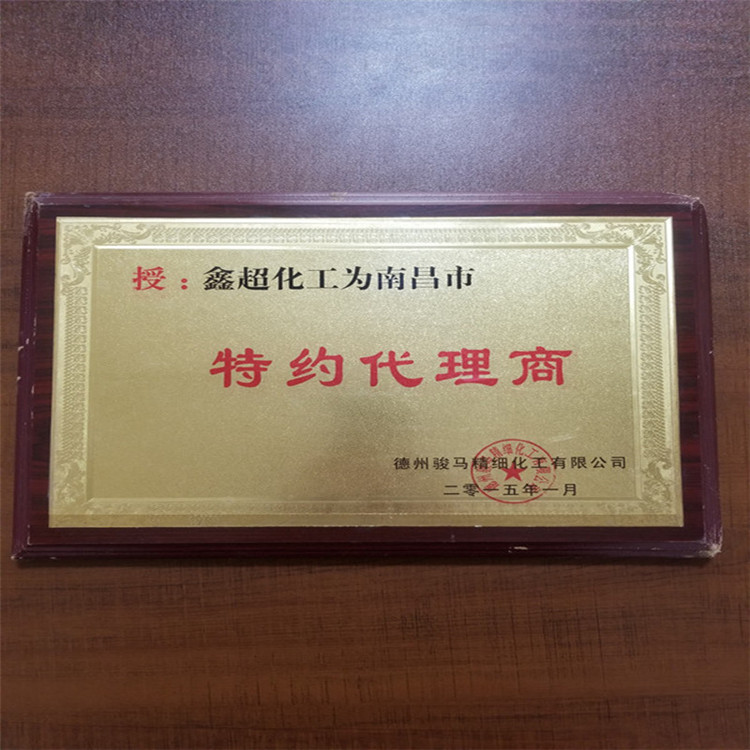 授：鑫超化工为南昌市
特约代理商
德州骏马精细化工有限公司
二零一五年一月